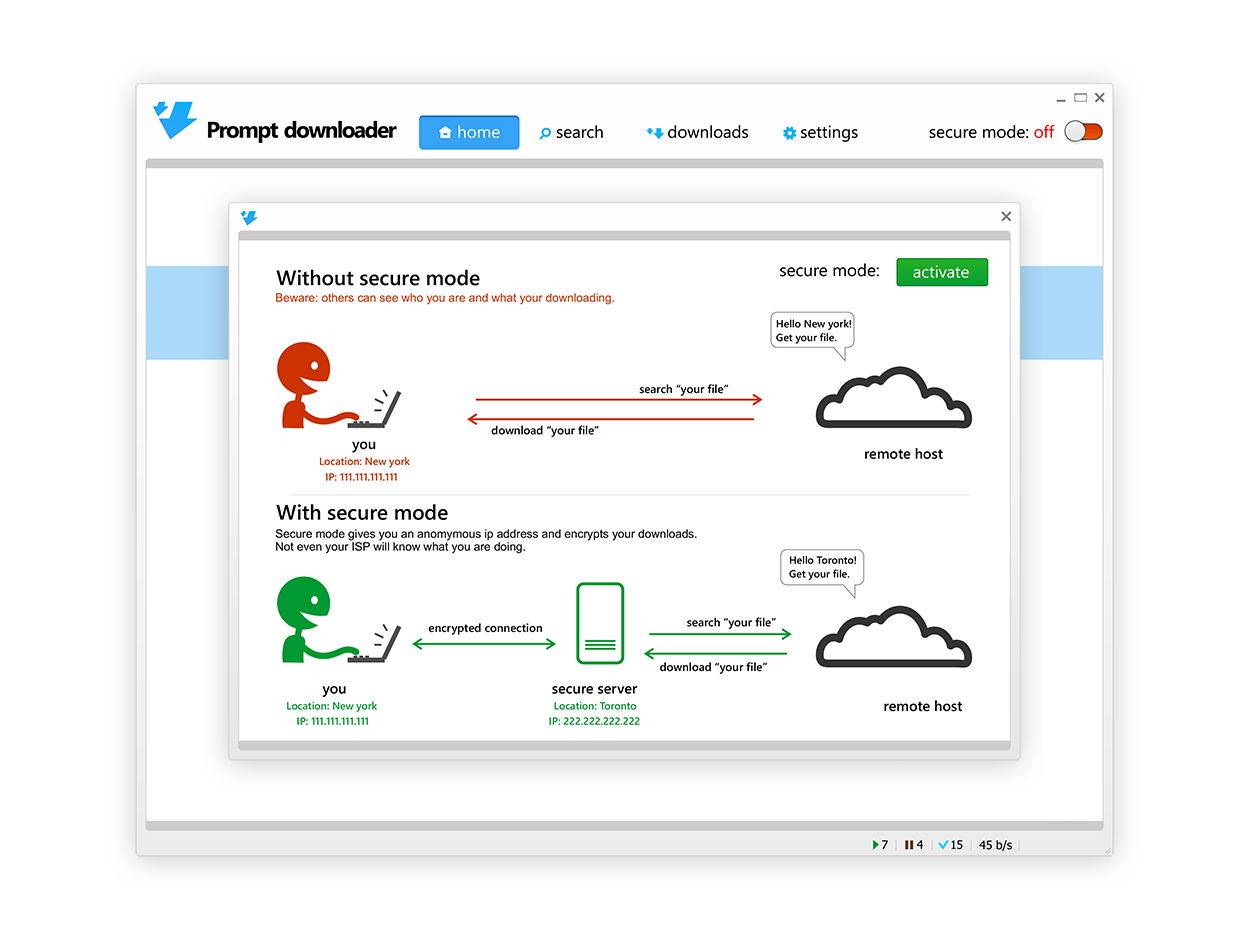 Prompt downloader
home
search
downloads
settings
secure mode: off
Without secure mode
Beware: others can see who you are and what your downloading.
secure mode:
activate
Hello New york!
Get your file.
search “your file”
download “your file”
you
Location: New york
IP: 111.111.111.111
remote host
With secure mode
Secure mode gives you an anomymous ip address and encrypts your downloads.
Not even your ISP will know what you are doing.
Hello Toronto!
Get your file.
encrypted connection
search “your file”
download “your file”
you
Location: New york
IP: 111.111.111.111
secure server
Location: Toronto
IP: 222.222.222.222
remote host
7
4
15
45 b/s